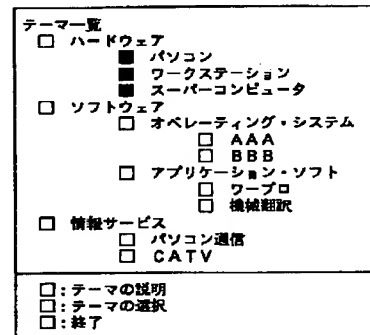 テーマ一覧
□ ハードウェア
■ パソコン
■ ワークステーション
■ スーパーコンピュータ
□ ソフトウェア
□ オペレーティング・システム
□ AAA
□ BBB
□ アプリケーション・ソフト
□ ワープロ
□ 機械翻訳
□ 情報サービス
□ パソコン通信
□ CATV
□:テーマの説明
□:テーマの選択
□:終了